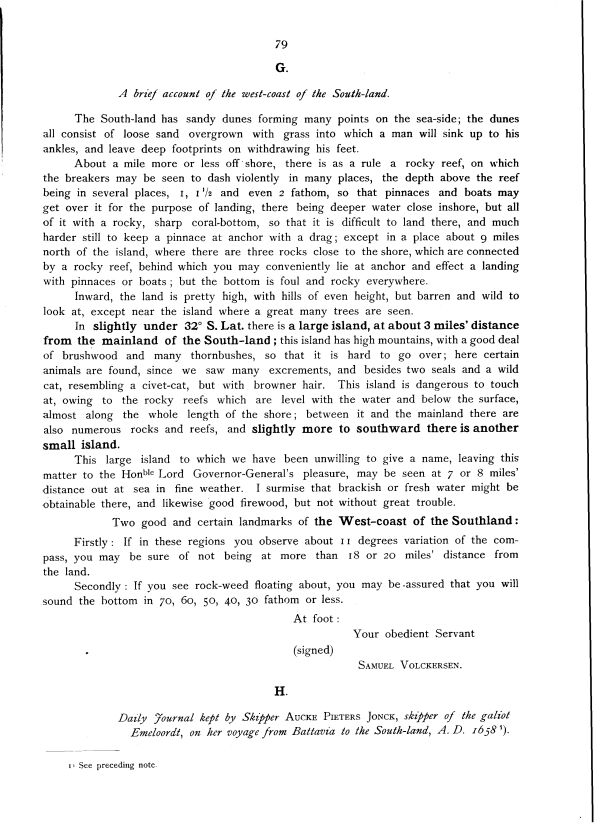 79
G.
A brief account of the west-coast of the South-land.
The South-land has sandy dunes forming many points on the sea-side; the dunes
all consist of loose sand overgrown with grass into which a man will sink up to his
ankles, and leave deep footprints on withdrawing his feet.
About a mile more or less off shore, there is as a rule a rocky reef, on which
the breakers may be seen to dash violently in many places, the depth above the reef
being in several places, 1, 1 1/2 and even 2 fathom, so that pinnaces and boats may
get over it for the purpose of landing, there being deeper water close inshore, but all
of it with a rocky, sharp coral-bottom, so that it is difficult to land there, and much
harder still to keep a pinnace at anchor with a drag; except in a place about 9 miles
north of the island, where there are three rocks close to the shore, which are connected
by a rocky reef, behind which you may conveniently lie at anchor and effect a landing
with pinnaces or boats; but the bottom is foul and rocky everywhere.
Inward, the land is pretty high, with hills of even height, but barren and wild to
look at, except near the island where a great many trees are seen.
In slightly under 32° S. Lat. there is a large island, at about 3 miles' distance
from the mainland of the South-land; this island has high mountains, with a good deal
of brushwood and many thornbushes, so that it is hard to go over; here certain
animals are found, since we saw many excrements, and besides two seals and a wild
cat, resembling a civet-cat, but with browner hair. This island is dangerous to touch
at, owing to the rocky reefs which are level with the water and below the surface,
almost along the whole length of the shore; between it and the mainland there are
also numerous rocks and reefs, and slightly more to southward there is another
small island.
This large island to which we have been unwilling to give a name, leaving this
matter to the Honble Lord Governor-General's pleasure, may be seen at 7 or 8 miles'
distance out at sea in fine weather. I surmise that brackish or fresh water might be
obtainable there, and likewise good firewood, but not without great trouble.
Two good and certain landmarks of the West-coast of the Southland:
Firstly: If in these regions you observe about 11 degrees variation of the com-
pass, you may be sure of not being at more than 18 or 20 miles' distance from
the land.
Secondly: If you see rock-weed floating about, you may be assured that you will
sound the bottom in 70, 60, 50, 40, 30 fathom or less.
At foot:
Your obedient Servant
(signed)
SAMUEL VOLCKERSEN.
H.
Daily Journal kept by Skipper AUCKE PIETERS JONCK, skipper of the galiot
Emeloordt, on her voyage from Battavia to the South-land, A. D. 1658 1).
1) See preceding note.